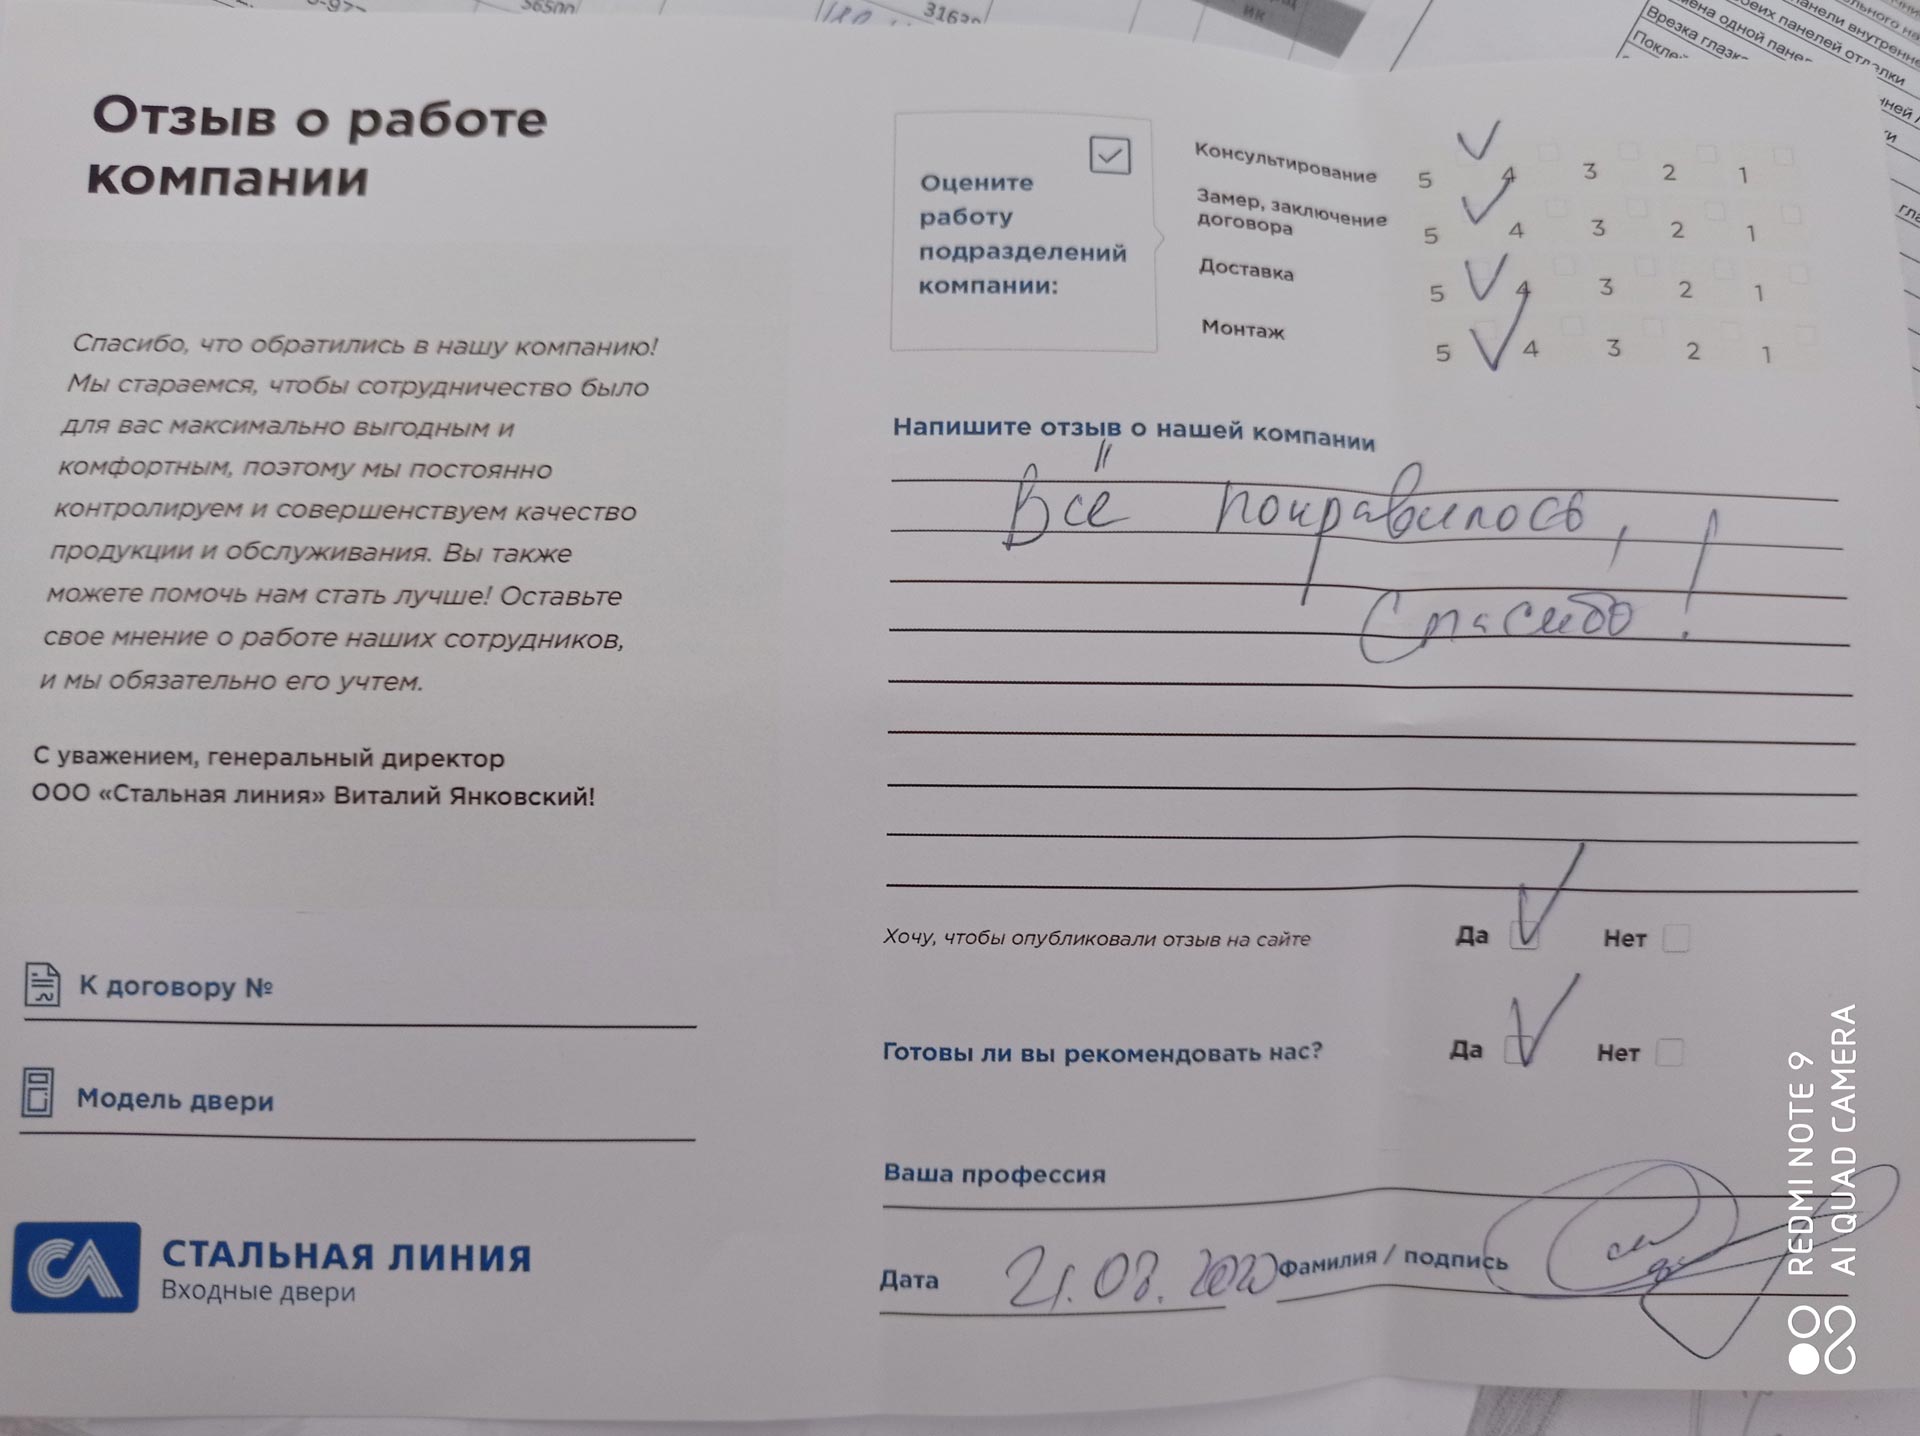 56500
31630
ик
Врезка глазка
Отзыв о работе
компании
Спасибо, что обратились в нашу компанию!
Мы стараемся, чтобы сотрудничество было
для вас максимально выгодным и
комфортным, поэтому мы постоянно
контролируем и совершенствуем качество
продукции и обслуживания. Вы также
можете помочь нам стать лучше! Оставьте
свое мнение о работе наших сотрудников,
и мы обязательно его учтем.
С уважением, генеральный директор
ООО «Стальная линия» Виталий Янковский!
К договору №
Модель двери
СТАЛЬНАЯ ЛИНИЯ
Входные двери
Оцените
работу
подразделений
компании:
Консультирование 5 4 3 2 1
Замер, заключение
договора 5 4 3 2 1
Доставка 5 4 3 2 1
Монтаж 5 4 3 2 1
Напишите отзыв о нашей компании
Всё понравилось,
Спасибо!
Хочу, чтобы опубликовали отзыв на сайте Да Нет
Готовы ли вы рекомендовать нас? Да Нет
Ваша профессия
Дата 21.08.2020 Фамилия / подпись
REDMI NOTE 9
AI QUAD CAMERA